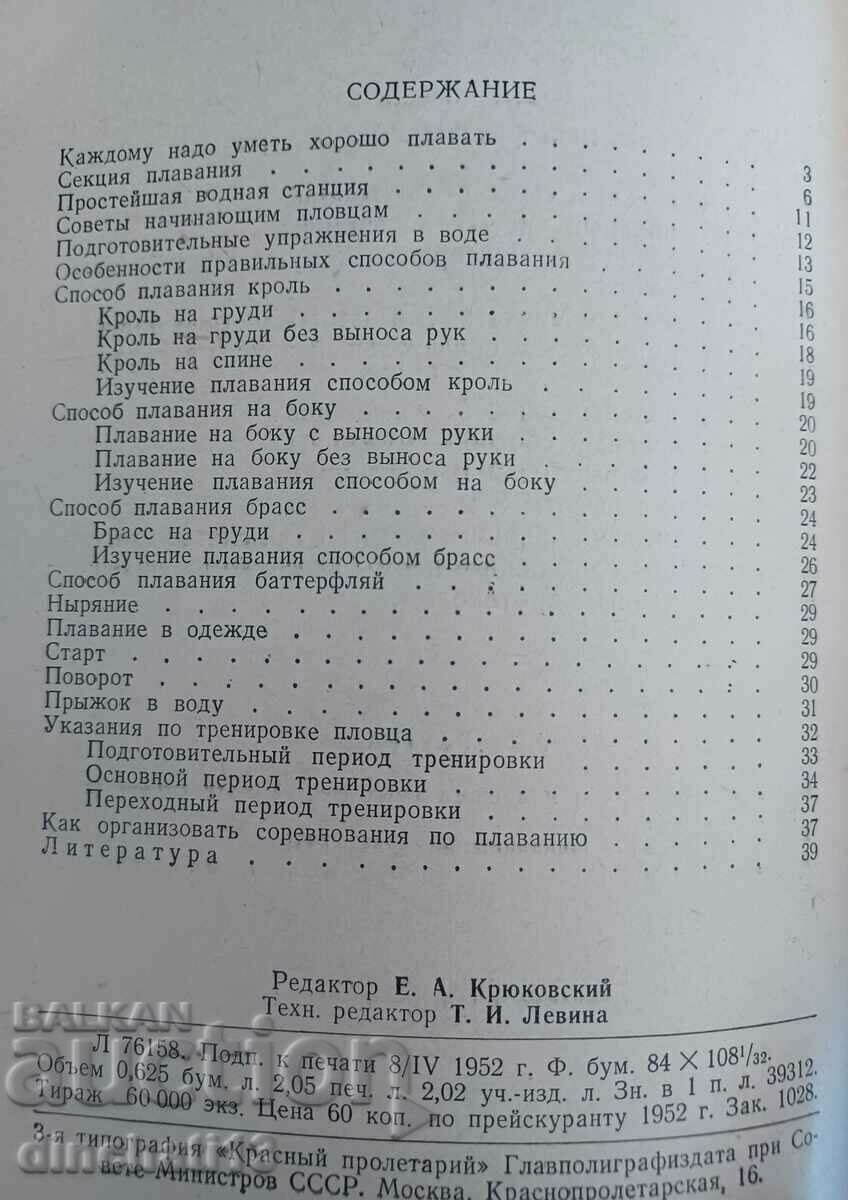 СОДЕРЖАНИЕ
Каждому надо уметь хорошо плавать . . . . . . . 3
Секция плавания . . . . . . . . . . . . . . 6
Простейшая водная станция . . . . . . . . . . 11
Советы начинающим пловцам . . . . . . . . . 12
Подготовительные упражнения в воде . . . . . . . 13
Особенности правильных способов плавания . . . . . 15
Способ плавания кроль . . . . . . . . . . . . 16
Кроль на груди . . . . . . . . . . . . . 16
Кроль на груди без выноса рук . . . . . . . . 18
Кроль на спине . . . . . . . . . . . . . 19
Изучение плавания способом кроль . . . . . . 19
Способ плавания на боку . . . . . . . . . . . 20
Плавание на боку с выносом руки . . . . . . . 20
Плавание на боку без выноса руки . . . . . . 22
Изучение плавания способом на боку . . . . . . 23
Способ плавания брасс . . . . . . . . . . . . 24
Брасс на груди . . . . . . . . . . . . . 24
Изучение плавания способом брасс . . . . . . . 26
Способ плавания баттерфляй . . . . . . . . . . 27
Ныряние . . . . . . . . . . . . . . . . . 29
Плавание в одежде . . . . . . . . . . . . . 29
Старт . . . . . . . . . . . . . . . . . . 29
Поворот . . . . . . . . . . . . . . . . . 30
Прыжок в воду . . . . . . . . . . . . . . 31
Указания по тренировке пловца . . . . . . . . . 32
Подготовительный период тренировки . . . . . . 33
Основной период тренировки . . . . . . . . . 34
Переходный период тренировки . . . . . . . . 37
Как организовать соревнования по плаванию . . . . . 37
Литература . . . . . . . . . . . . . . . . 39
Редактор Е. А. Крюковский
Техн. редактор Т. И. Левина
BALKAN
auction
dinelk1113
Л 76158. Подп. к печати 8/IV 1952 г. Ф. бум. 84 × 108¹/₃₂.
Объем 0,625 бум. л. 2,05 печ. л. 2,02 уч.-изд. л. Зн. в 1 п. л. 39312.
Тираж 60 000 экз. Цена 60 коп. по прейскуранту 1952 г. Зак. 1028.
3-я типография «Красный пролетарий» Главполиграфиздата при Со-
вете Министров СССР. Москва, Краснопролетарская, 16.